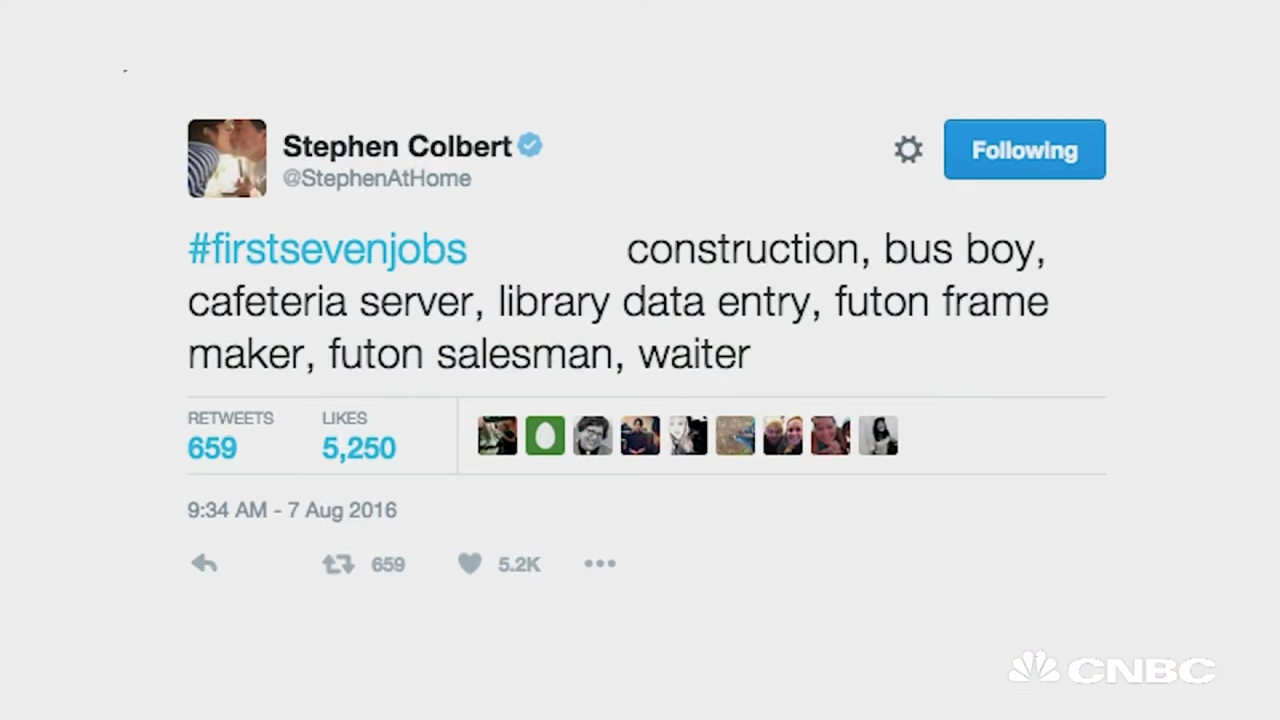 Stephen Colbert
@StephenAtHome
Following
#firstsevenjobs construction, bus boy,
cafeteria server, library data entry, futon frame
maker, futon salesman, waiter
RETWEETS LIKES
659 5,250
9:34 AM - 7 Aug 2016
659 5.2K
CNBC